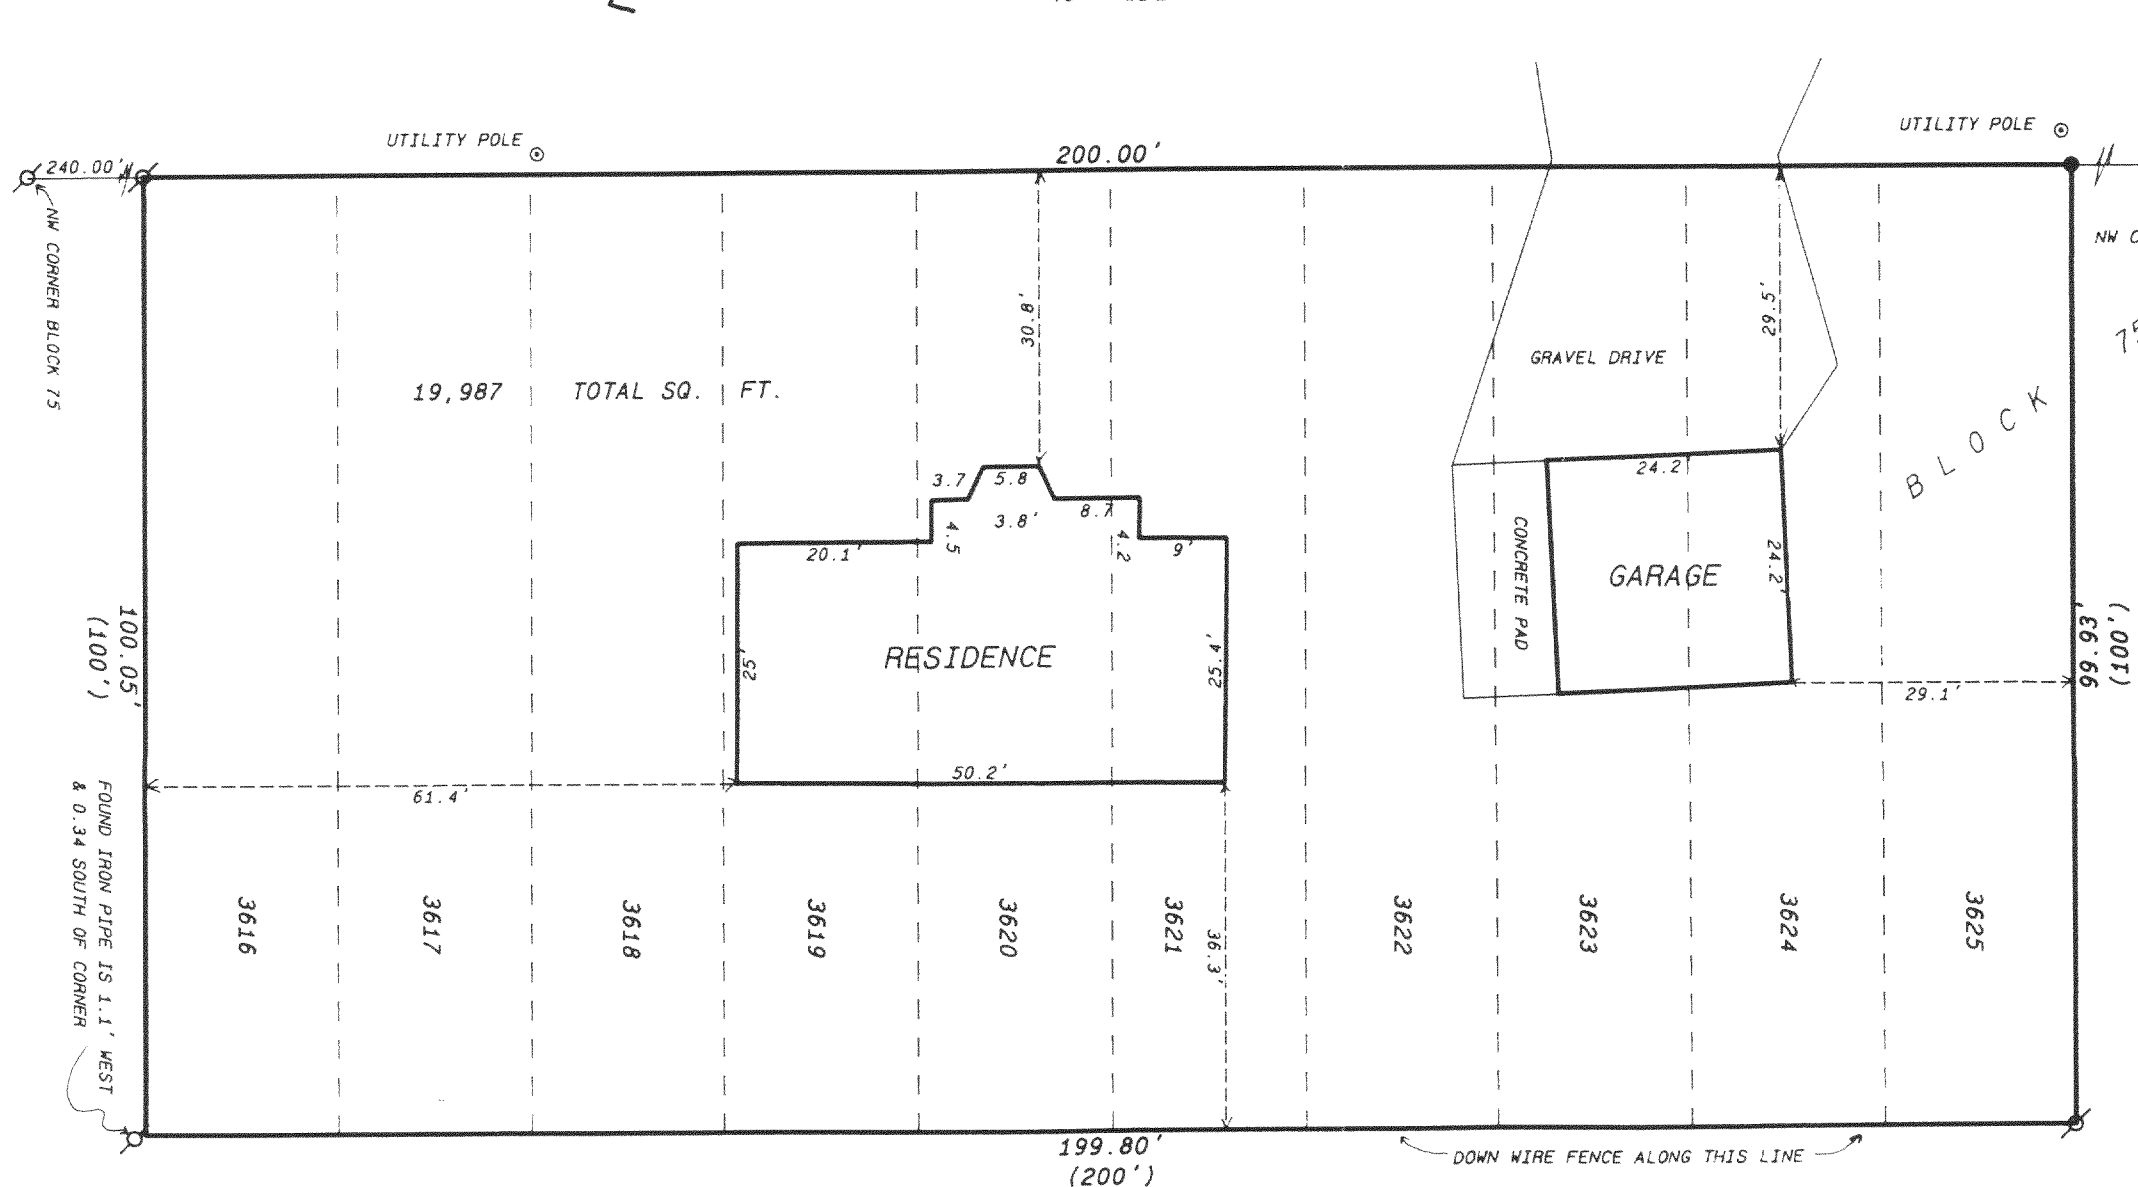 UTILITY POLE
UTILITY POLE
240.00'
200.00'
NW CORNER BLOCK 75
NW C
30.8'
29.5'
75
GRAVEL DRIVE
19,987 TOTAL SQ. FT.
BLOCK
3.7
5.8
24.2'
3.8'
8.7
4.5
4.2
20.1'
9'
CONCRETE PAD
24.2'
GARAGE
100.05'
(100')
RESIDENCE
25'
25.4'
99.93'
(100')
29.1'
50.2'
61.4'
FOUND IRON PIPE IS 1.1' WEST
& 0.34 SOUTH OF CORNER
3616
3617
3618
3619
3620
3621
36.3'
3622
3623
3624
3625
199.80'
(200')
DOWN WIRE FENCE ALONG THIS LINE